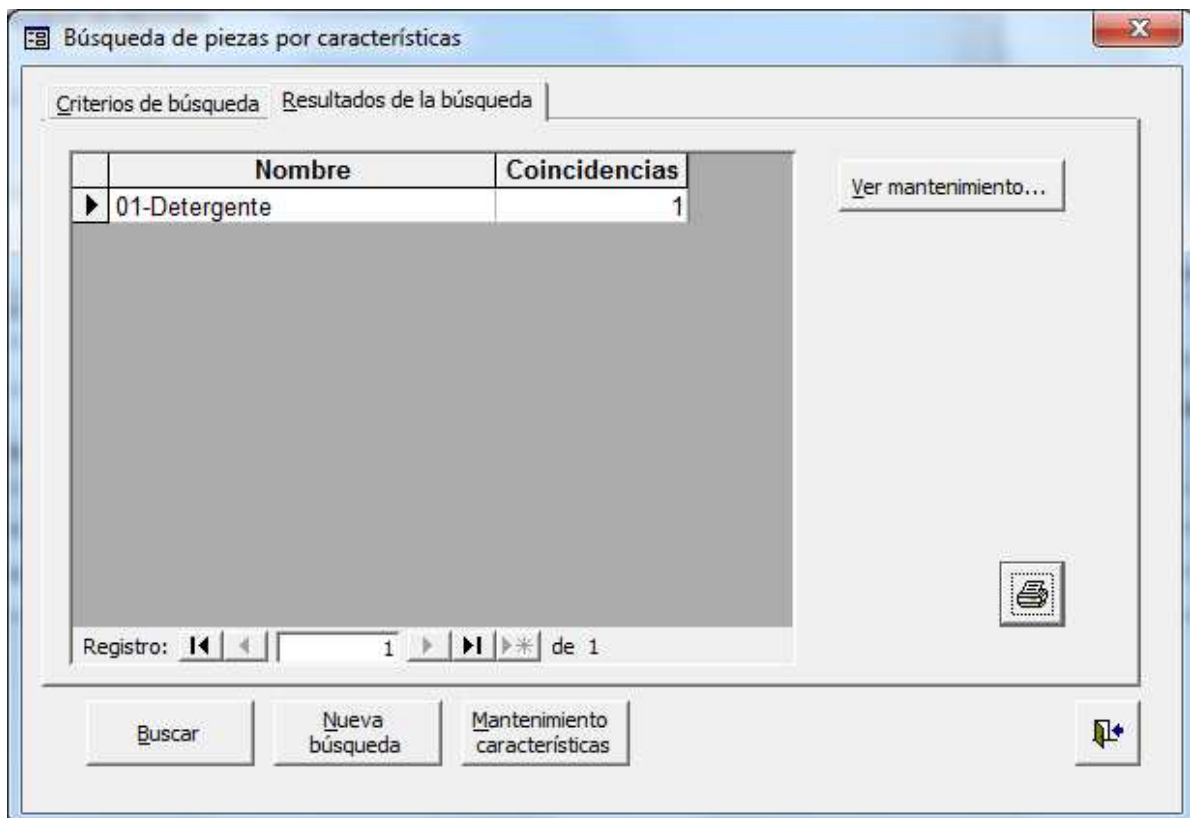 Búsqueda de piezas por características
Criterios de búsqueda Resultados de la búsqueda
Nombre Coincidencias
01-Detergente 1
Ver mantenimiento...
Registro: 1 de 1
Buscar
Nueva
búsqueda
Mantenimiento
características